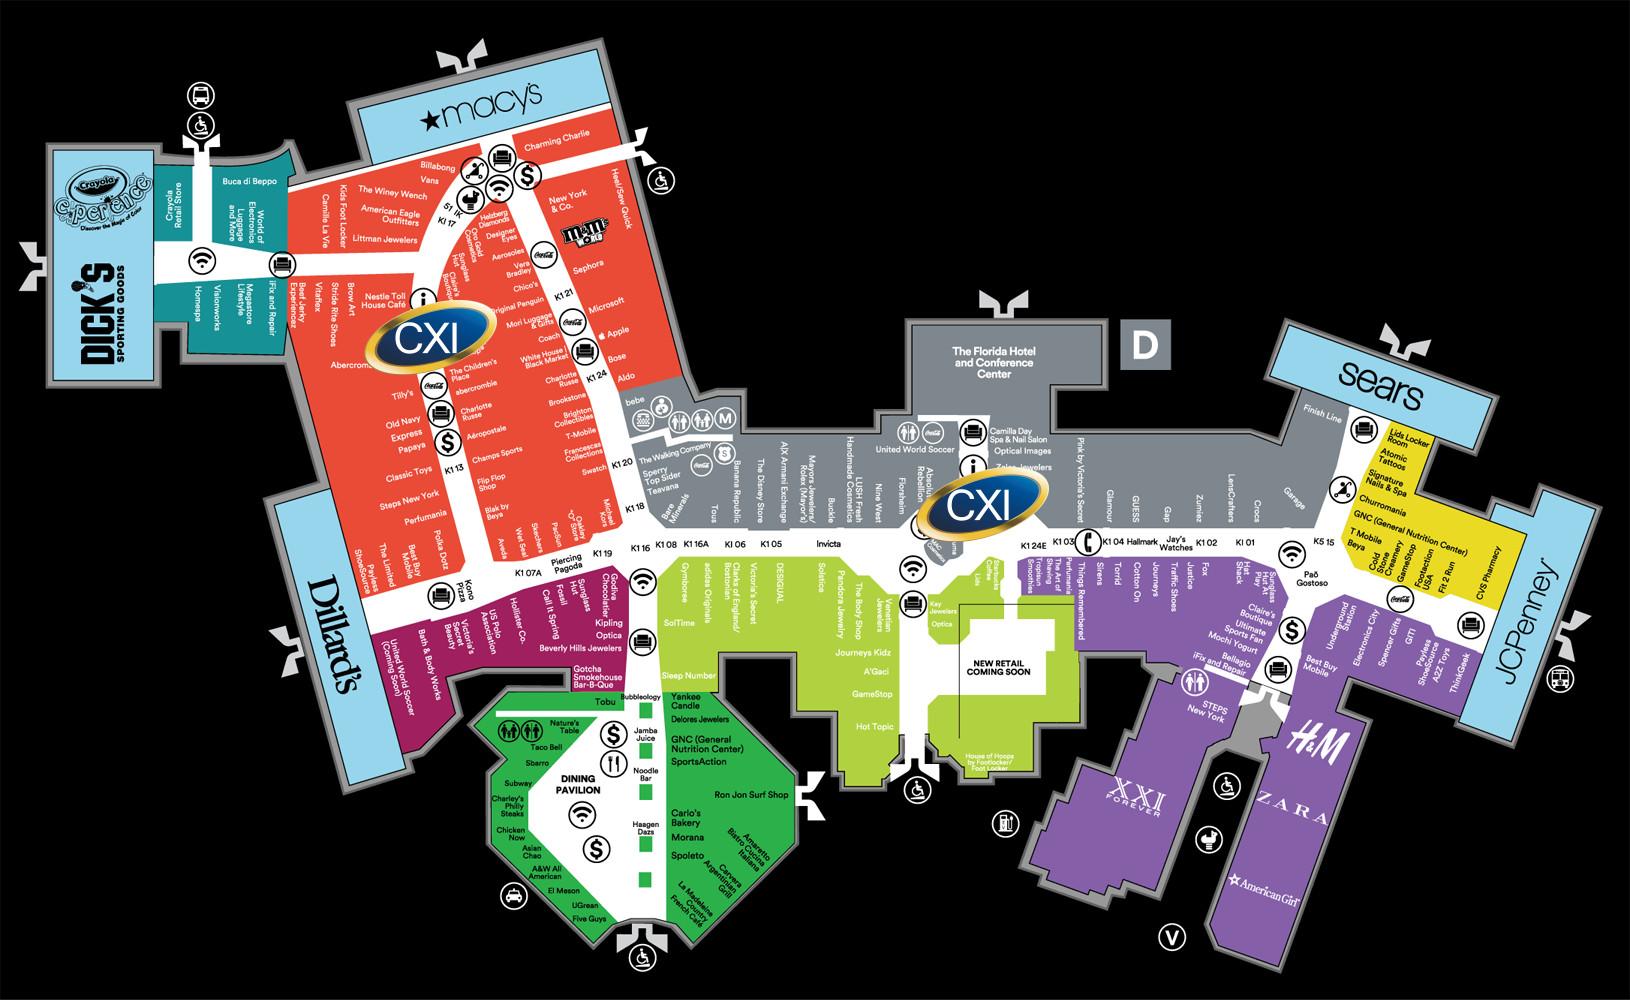 macy's
Charming Charlie
Crayola
experience
Discover the Magic of Color
DICK'S
SPORTING GOODS
Crayola
Retail Store
Buca di Beppo
World of
Electronics
Luggage
and More
Homespa
Visionworks
Megastore
Lifestyle
iFix and Repair
Beef Jerky
Experiencez
Vitaflex
Stride Rite Shoes
Brow Art
Camille La Vie
Kids Foot Locker
Billabong
Vans
The Winey Wench
American Eagle
Outfitters
Littman Jewelers
51 IK
K1 17
Helzberg
Diamonds
Designer
Eyes
Oro Gold
Cosmetics
Aerosoles
Sunglass
Hut
Vera
Bradley
Claire's
Boutique
Chico's
Original Penguin
Mori Luggage
& Gifts
Coach
White House
Black Market
Charlotte
Russe
Brookstone
Brighton
Collectibles
T-Mobile
Francescas
Collections
Swatch
$
New York
& Co.
Heel/Sew Quick
m&m's
WORLD
Sephora
K1 21
Microsoft
Apple
Bose
K1 24
Aldo
Nestle Toll
House Café
i
CXI
The Children's
Place
abercrombie
Charlotte
Russe
Tilly's
Old Navy
Express
Papaya
Aéropostale
Champs Sports
Classic Toys
K1 13
Flip Flop
Shop
Steps New York
Perfumania
Blak by
Beya
Polka Dotz
Best Buy
Mobile
The Limited
Payless
ShoeSource
Aveda
Wet Seal
Skechers
PacSun
Oakley
Store
Michael
Kors
K1 20
K1 18
K1 07A
Piercing
Pagoda
K1 19
K1 16
Kono
Pizza
bebe
M
The Walking Company
Sperry
Top Sider
Teavana
Bare
Minerals
Tous
Banana Republic
The Disney Store
A|X Armani Exchange
Mayors Jewelers/
Rolex (Mayor's)
Buckle
Handmade Cosmetics
LUSH Fresh
Nine West
Florsheim
The Florida Hotel
and Conference
Center
D
United World Soccer
Camilla Day
Spa & Nail Salon
Optical Images
Zales Jewelers
i
CXI
Pink by Victoria's Secret
Glamour
GUESS
Gap
Zumiez
LensCrafters
Crocs
Garage
Finish Line
sears
Lids Locker
Room
Atomic
Tattoos
Signature
Nails & Spa
Churromania
GNC (General Nutrition Center)
T Mobile
Beya
Cold
Stone
Creamery
GameStop
Footaction
USA
Fit 2 Run
CVS Pharmacy
JCPenney
K1 08
K116A
K1 06
K1 05
Invicta
K1 24E
K1 03
K1 04
Hallmark
Jay's
Watches
K1 02
K1 01
K5 15
Paõ
Gostoso
Dillard's
United World Soccer
(Coming Soon)
Bath & Body Works
Victoria's
Secret
Beauty
US Polo
Association
Hollister Co.
Call It Spring
Fossil
Sunglass
Hut
Godiva
Chocolatier
Kipling
Optica
Beverly Hills Jewelers
Gotcha
Smokehouse
Bar-B-Que
Gymboree
adidas Originals
Clarks of England/
Bostonian
Victoria's Secret
DESIGUAL
Solstice
Pandora Jewelry
The Body Shop
Venetian
Jewelers
SolTime
Sleep Number
Journeys Kidz
A'Gaci
GameStop
Hot Topic
Starbucks
Coffee
Lids
Key
Jewelers
Optica
NEW RETAIL
COMING SOON
House of Hoops
by Footlocker/
Foot Locker
Tropical
Smoothies
The Art of
Shaving
Perfumania
Things Remembered
Sirens
Torrid
Cotton On
Journeys
Traffic Shoes
Justice
Fox
Hat
Shack
Sunglass
Hut At
Play
Claire's
Boutique
Ultimate
Sports Fan
Mochi Yogurt
Bellagio
iFix and Repair
$
Best Buy
Mobile
Underground
Station
Electronics City
Spencer Gifts
GITI
Payless
ShoeSource
A2Z Toys
ThinkGeek
STEPS
New York
H&M
XXI
FOREVER
ZARA
American Girl
V
Tobu
Bubbleology
Yankee
Candle
Delores Jewelers
Nature's
Table
Taco Bell
Sbarro
Subway
Charley's
Philly
Steaks
Chicken
Now
Asian
Chao
A&W All
American
El Meson
UGrean
Five Guys
$
DINING
PAVILION
$
Jamba
Juice
Noodle
Bar
Haagen
Dazs
GNC (General
Nutrition Center)
SportsAction
Ron Jon Surf Shop
Carlo's
Bakery
Morana
Spoleto
Amaretto
Bistro Cucina
Italiana
Carvera
Argentinian
Grill
La Madeleine
Country
French Café